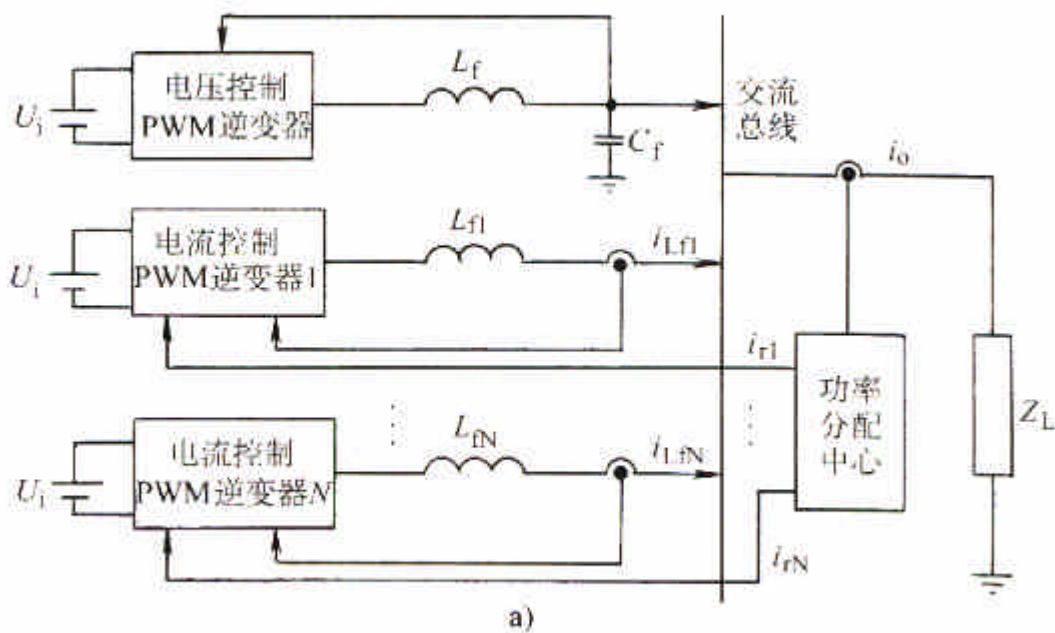 电压控制
PWM逆变器
U_i
L_f
C_f
交流
总线
i_o
电流控制
PWM逆变器1
U_i
L_f1
i_Lf1
i_r1
功率
分配
中心
Z_L
电流控制
PWM逆变器N
U_i
L_fN
i_LfN
i_rN
a)